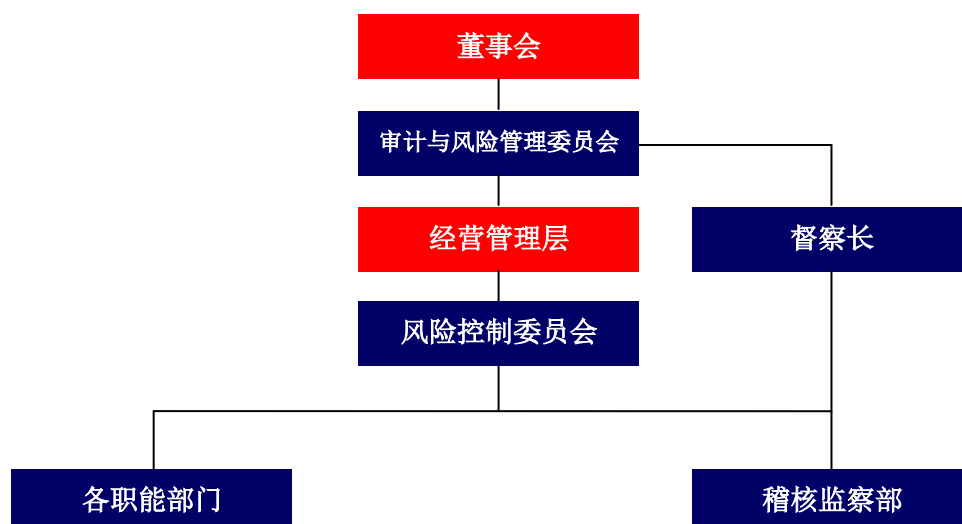 董事会
审计与风险管理委员会
经营管理层
督察长
风险控制委员会
各职能部门
稽核监察部